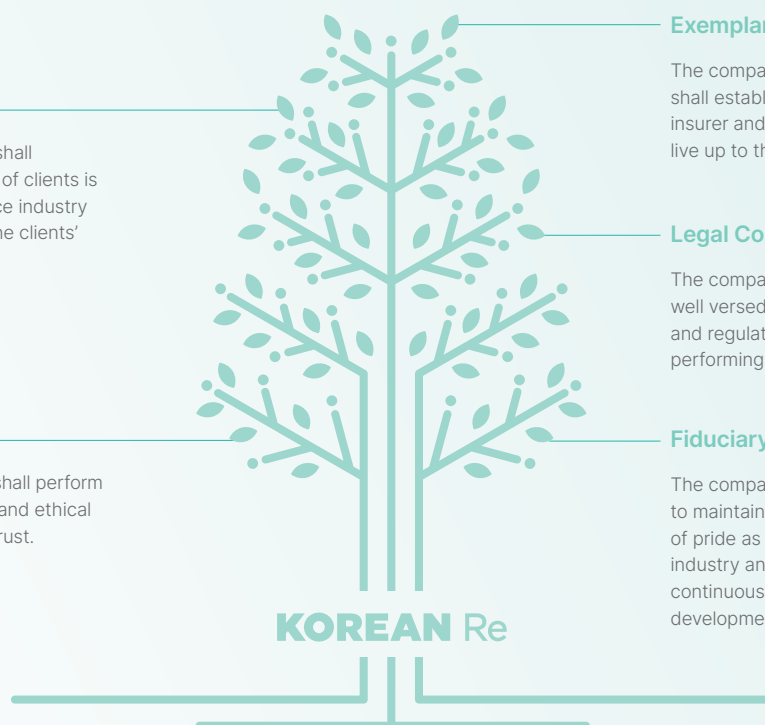 shall
of clients is
ce industry
ne clients’
shall perform
and ethical
rust.
Exemplar
The compa
shall establ
insurer and
live up to th
Legal Co
The compa
well versed
and regulat
performing
Fiduciary
The compa
to maintain
of pride as
industry an
continuous
developme
KOREAN Re